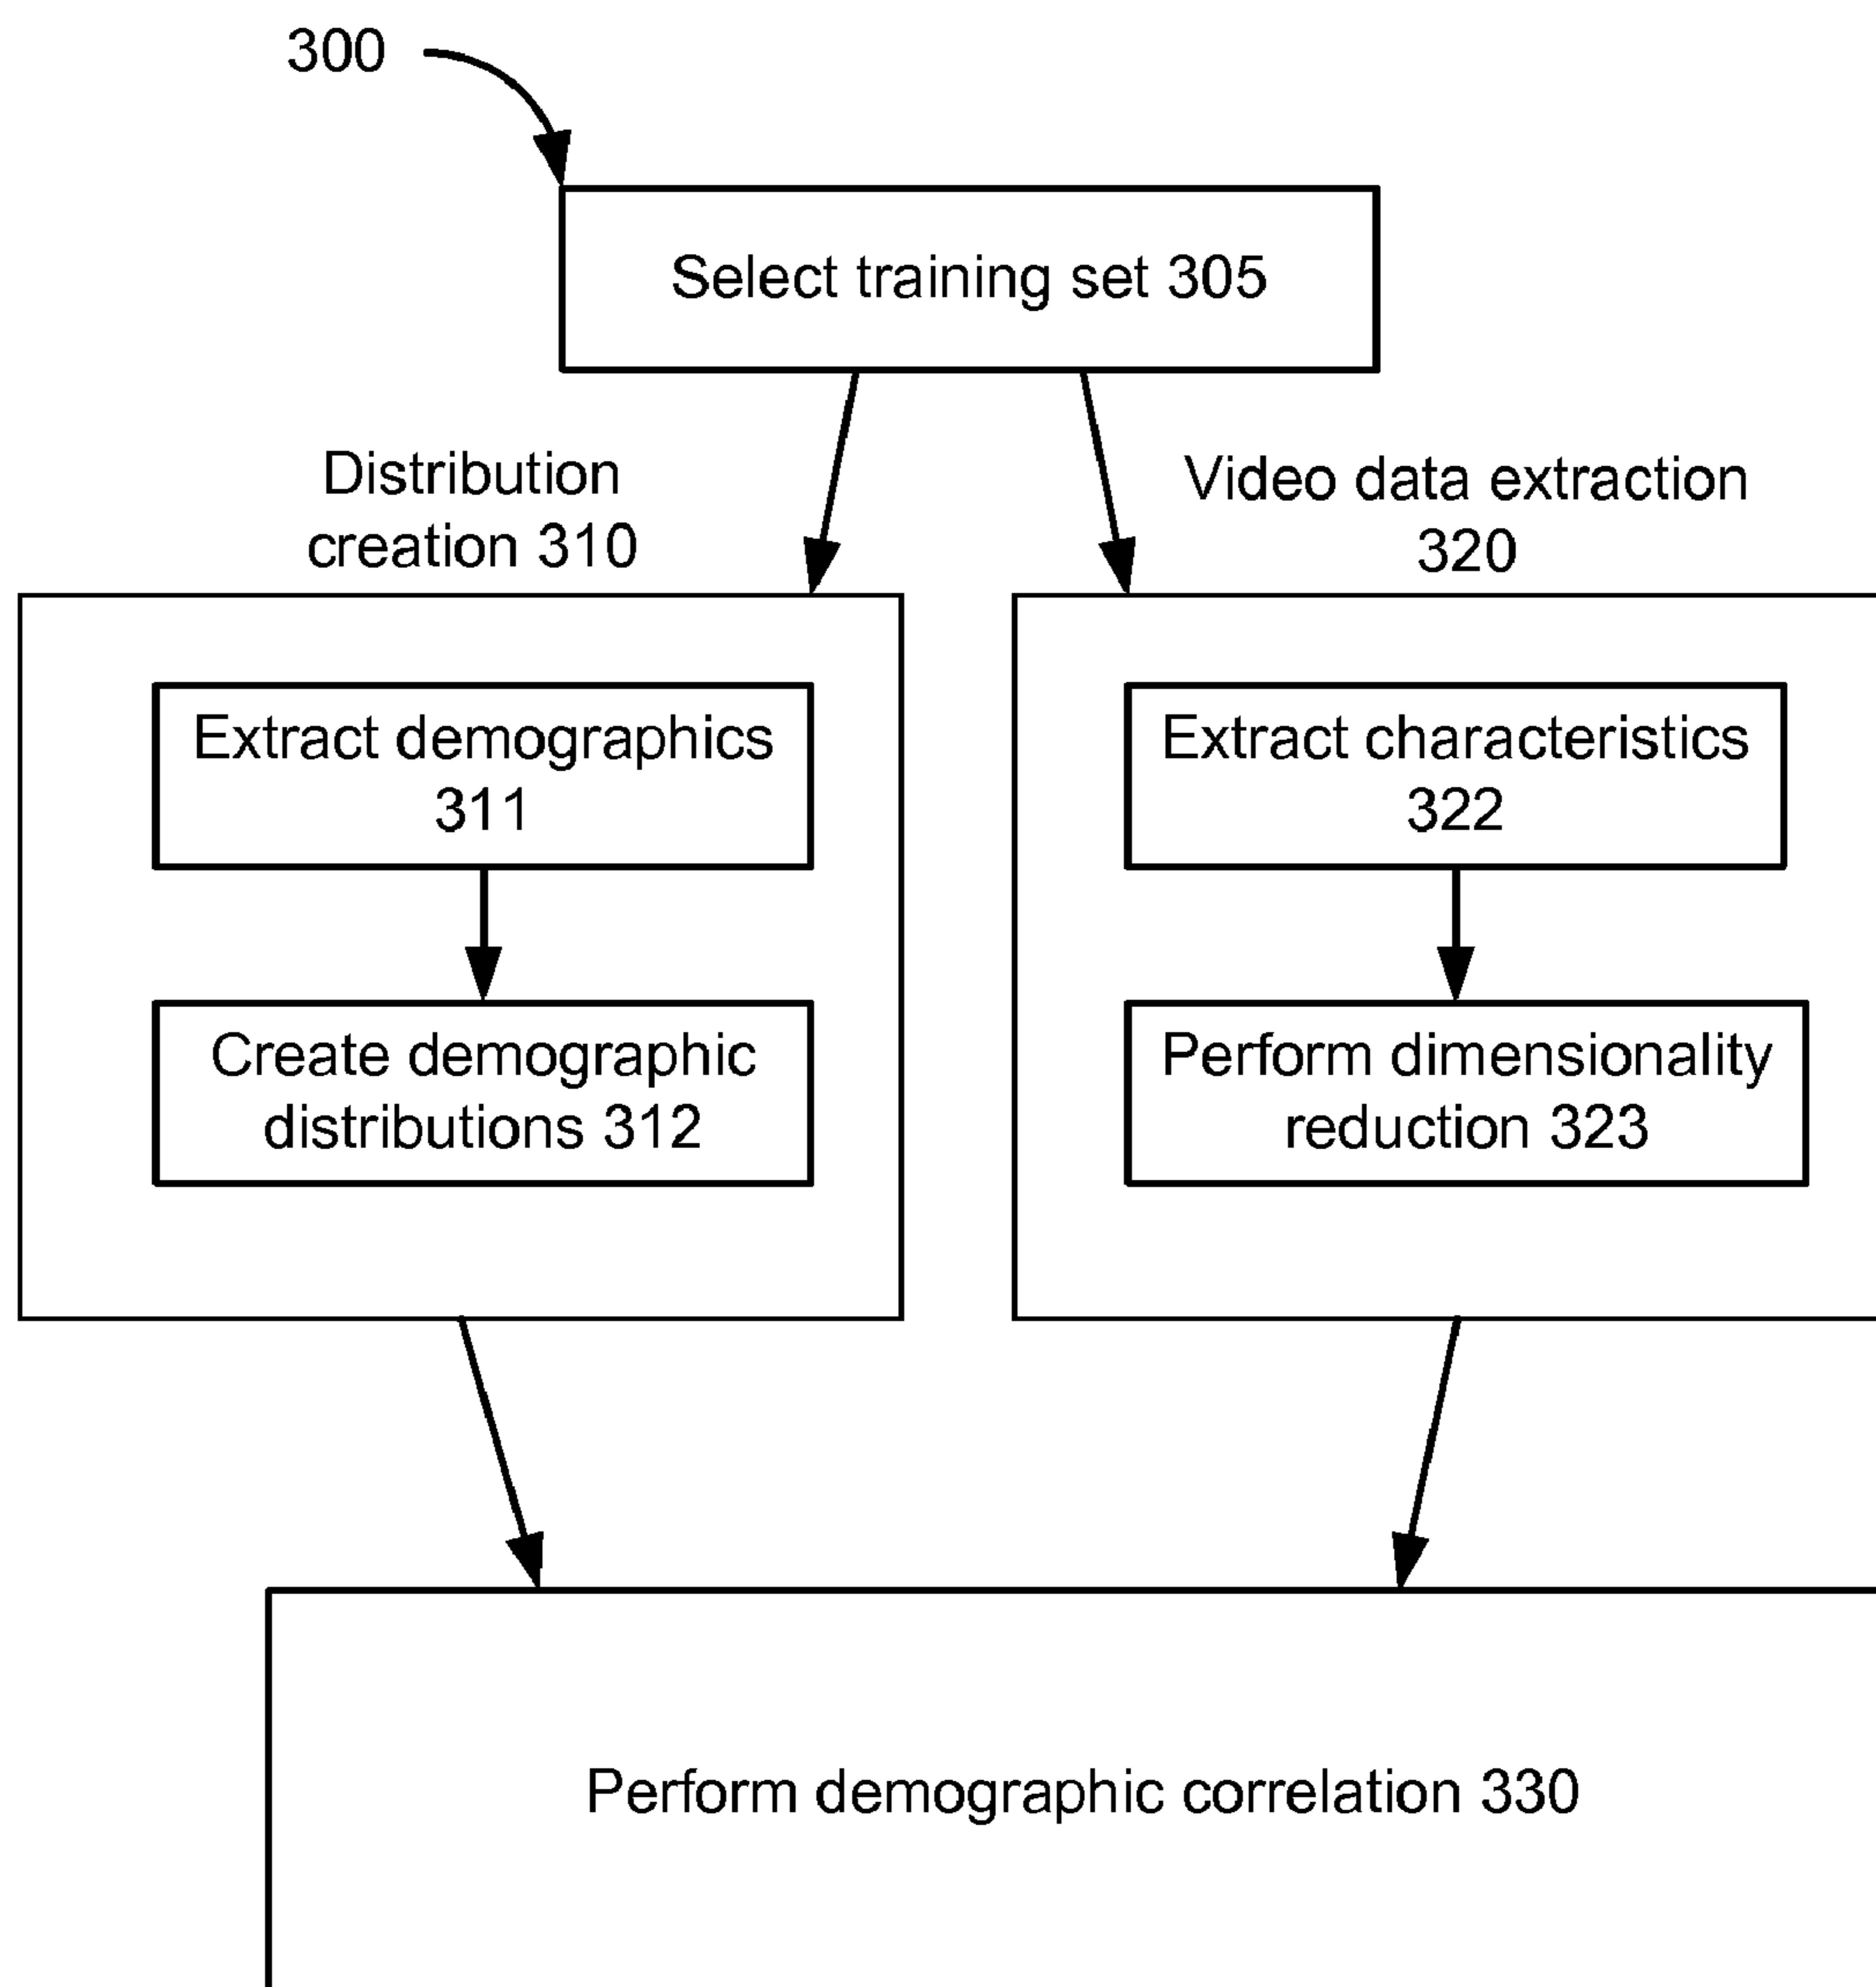 300
Select training set 305
Distribution
creation 310
Video data extraction
320
Extract demographics
311
Create demographic
distributions 312
Extract characteristics
322
Perform dimensionality
reduction 323
Perform demographic correlation 330